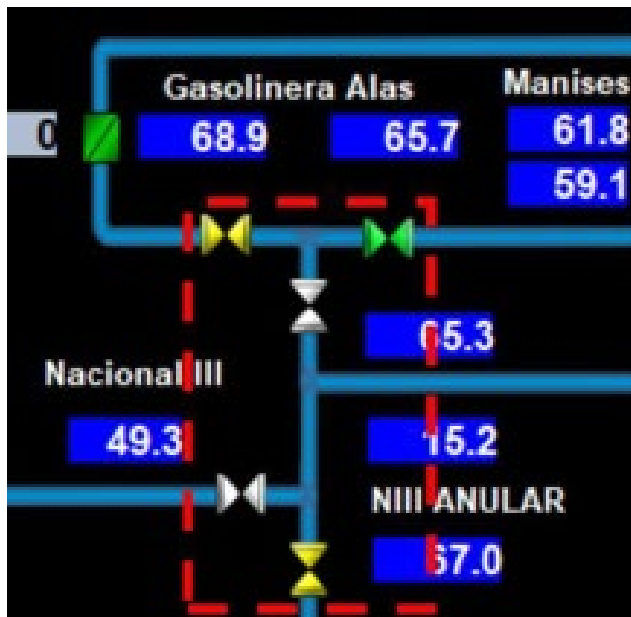 Gasolinera Alas
Manises
0
68.9
65.7
61.8
59.1
65.3
Nacional III
49.3
15.2
NIII ANULAR
67.0